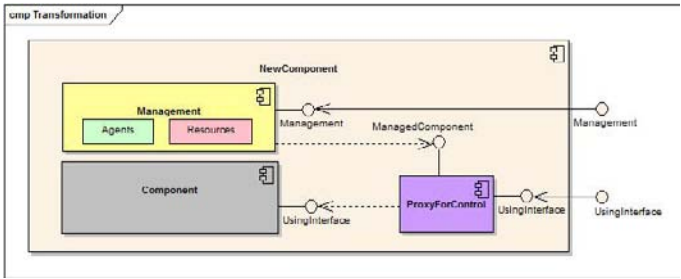 cmp Transformation
NewComponent
Management
Agents
Resources
Management
ManagedComponent
Management
Component
UsingInterface
ProxyForControl
UsingInterface
UsingInterface